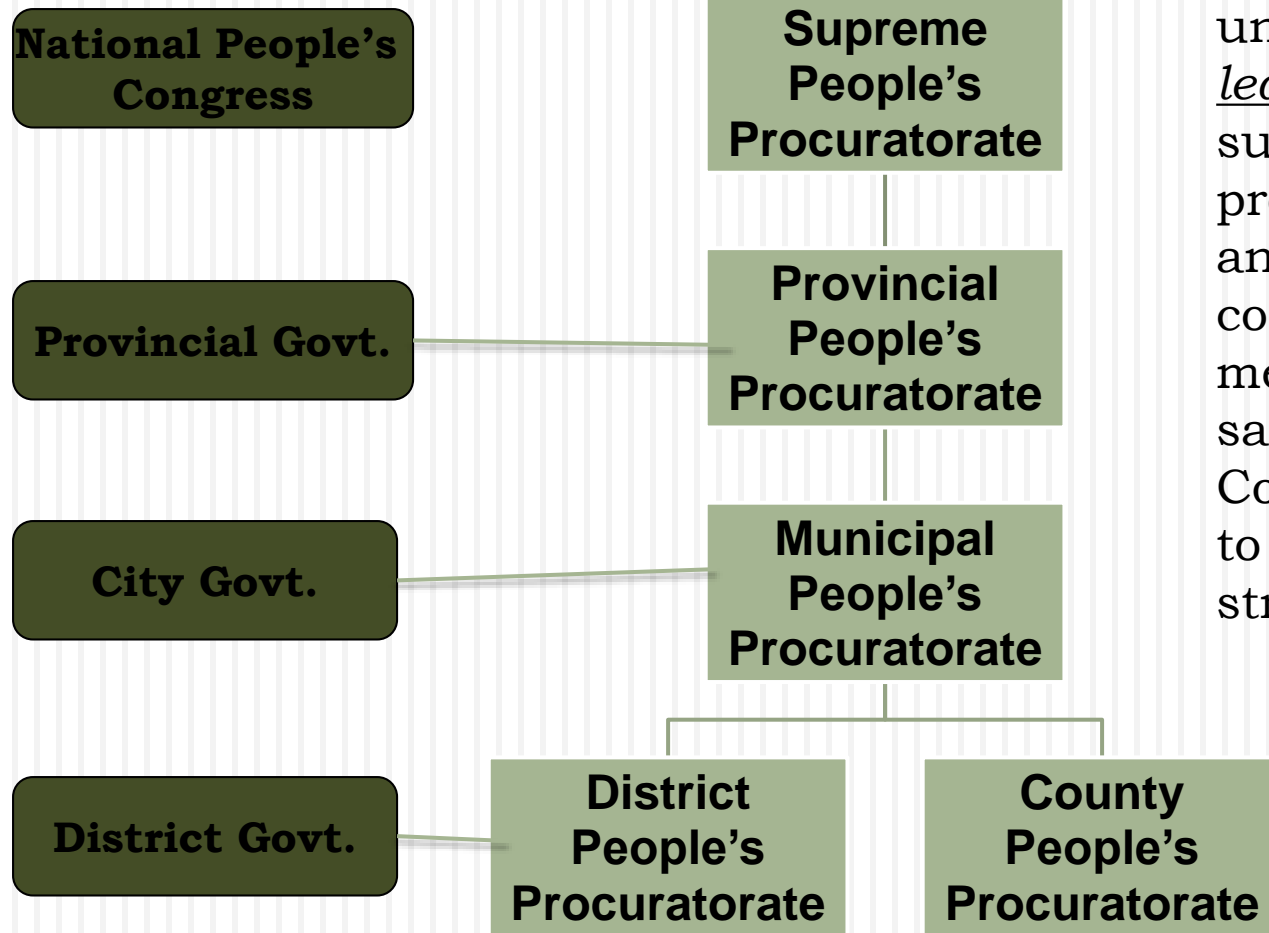 National People’s
Congress
Supreme
People’s
Procuratorate
Provincial Govt.
Provincial
People’s
Procuratorate
City Govt.
Municipal
People’s
Procuratorate
District Govt.
District
People’s
Procuratorate
County
People’s
Procuratorate
to